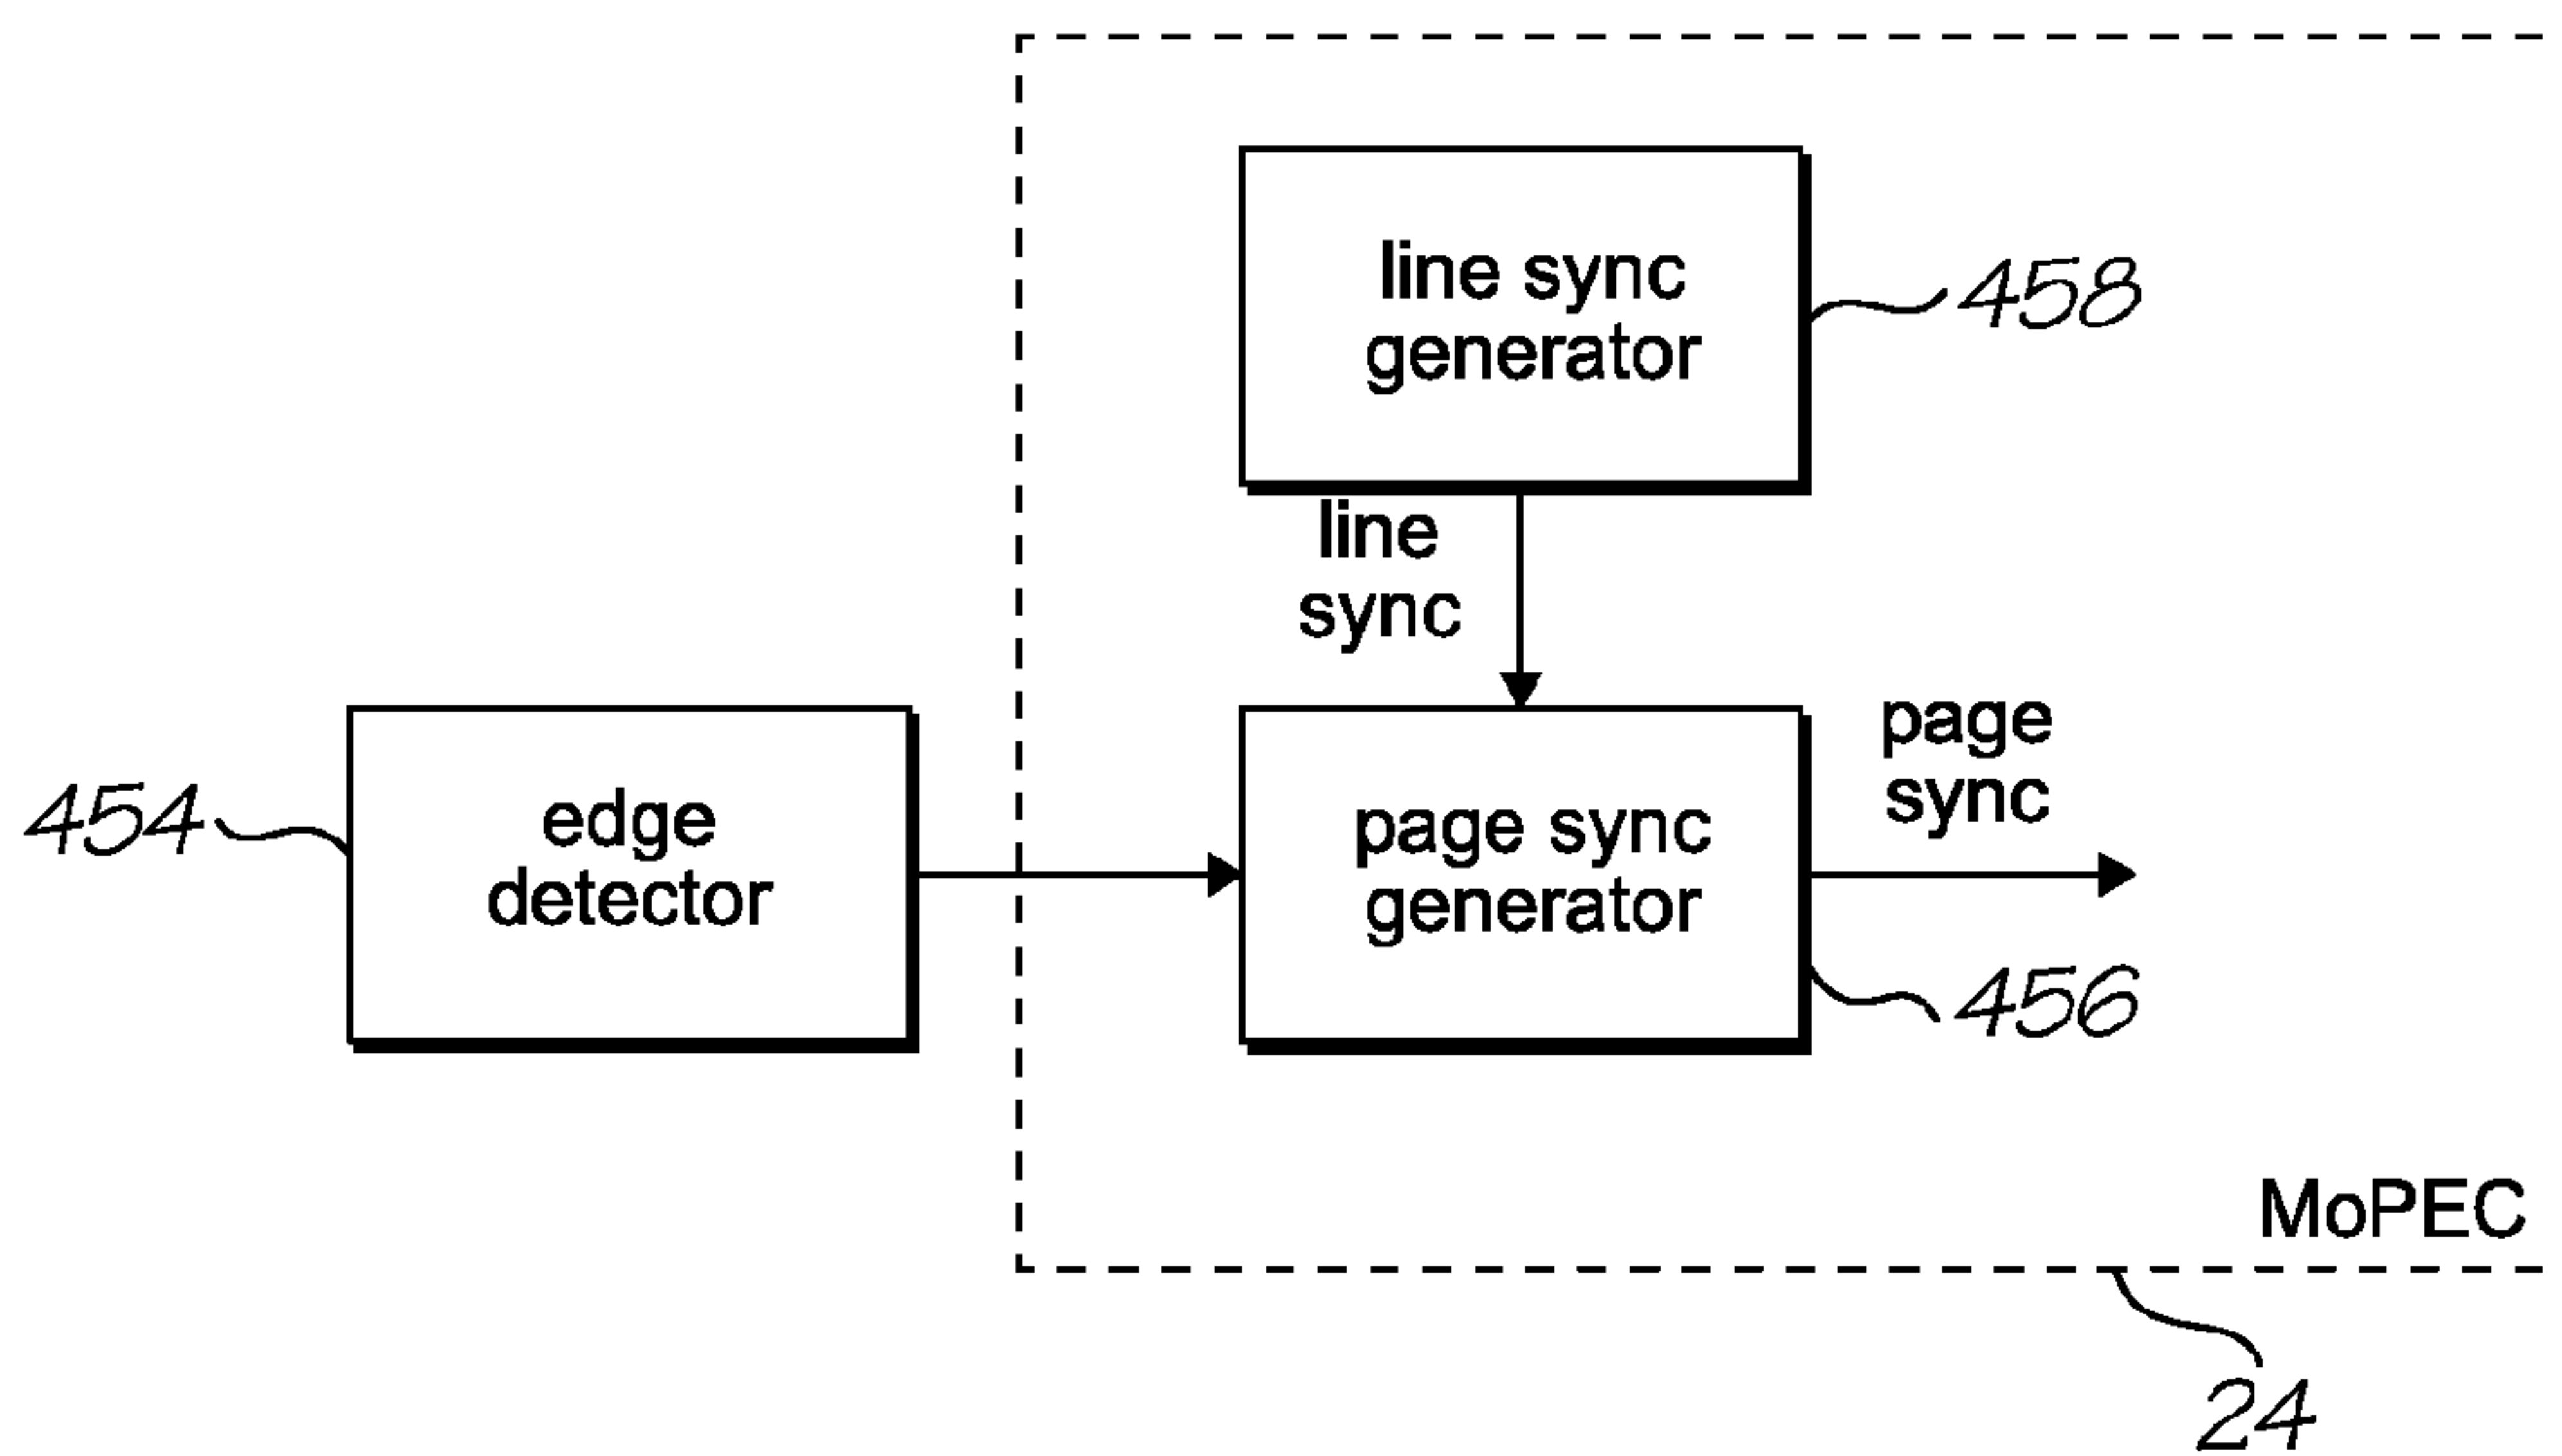 line sync
generator
458
line
sync
454
edge
detector
page sync
generator
page
sync
456
MoPEC
24